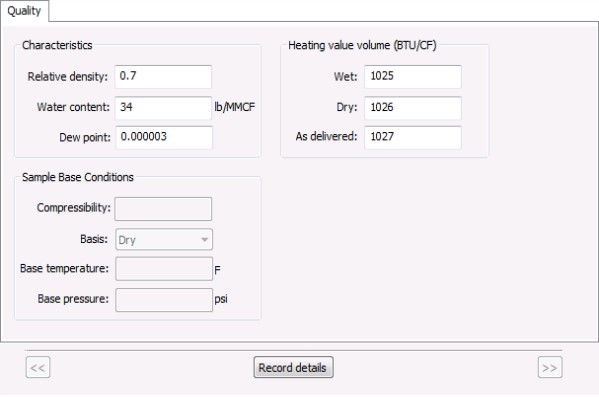 Quality
Characteristics
Relative density: 0.7
Water content: 34 lb/MMCF
Dew point: 0.000003
Heating value volume (BTU/CF)
Wet: 1025
Dry: 1026
As delivered: 1027
Sample Base Conditions
Compressibility:
Basis: Dry
Base temperature: F
Base pressure: psi
<< Record details >>